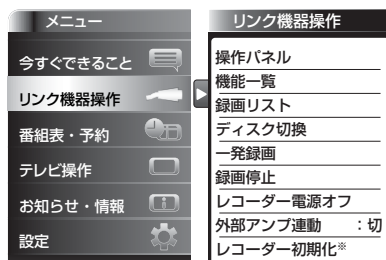 メニュー
今すぐできること
リンク機器操作
番組表・予約
テレビ操作
お知らせ・情報
設定
リンク機器操作
操作パネル
機能一覧
録画リスト
ディスク切換
一発録画
録画停止
レコーダー電源オフ
外部アンプ連動 ：切
レコーダー初期化※